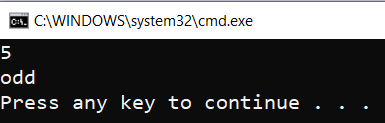 C:\WINDOWS\system32\cmd.exe
5
odd
Press any key to continue . . .